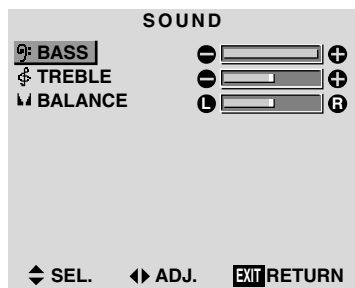 SOUND
BASS
TREBLE
BALANCE L R
SEL. ADJ. EXIT RETURN